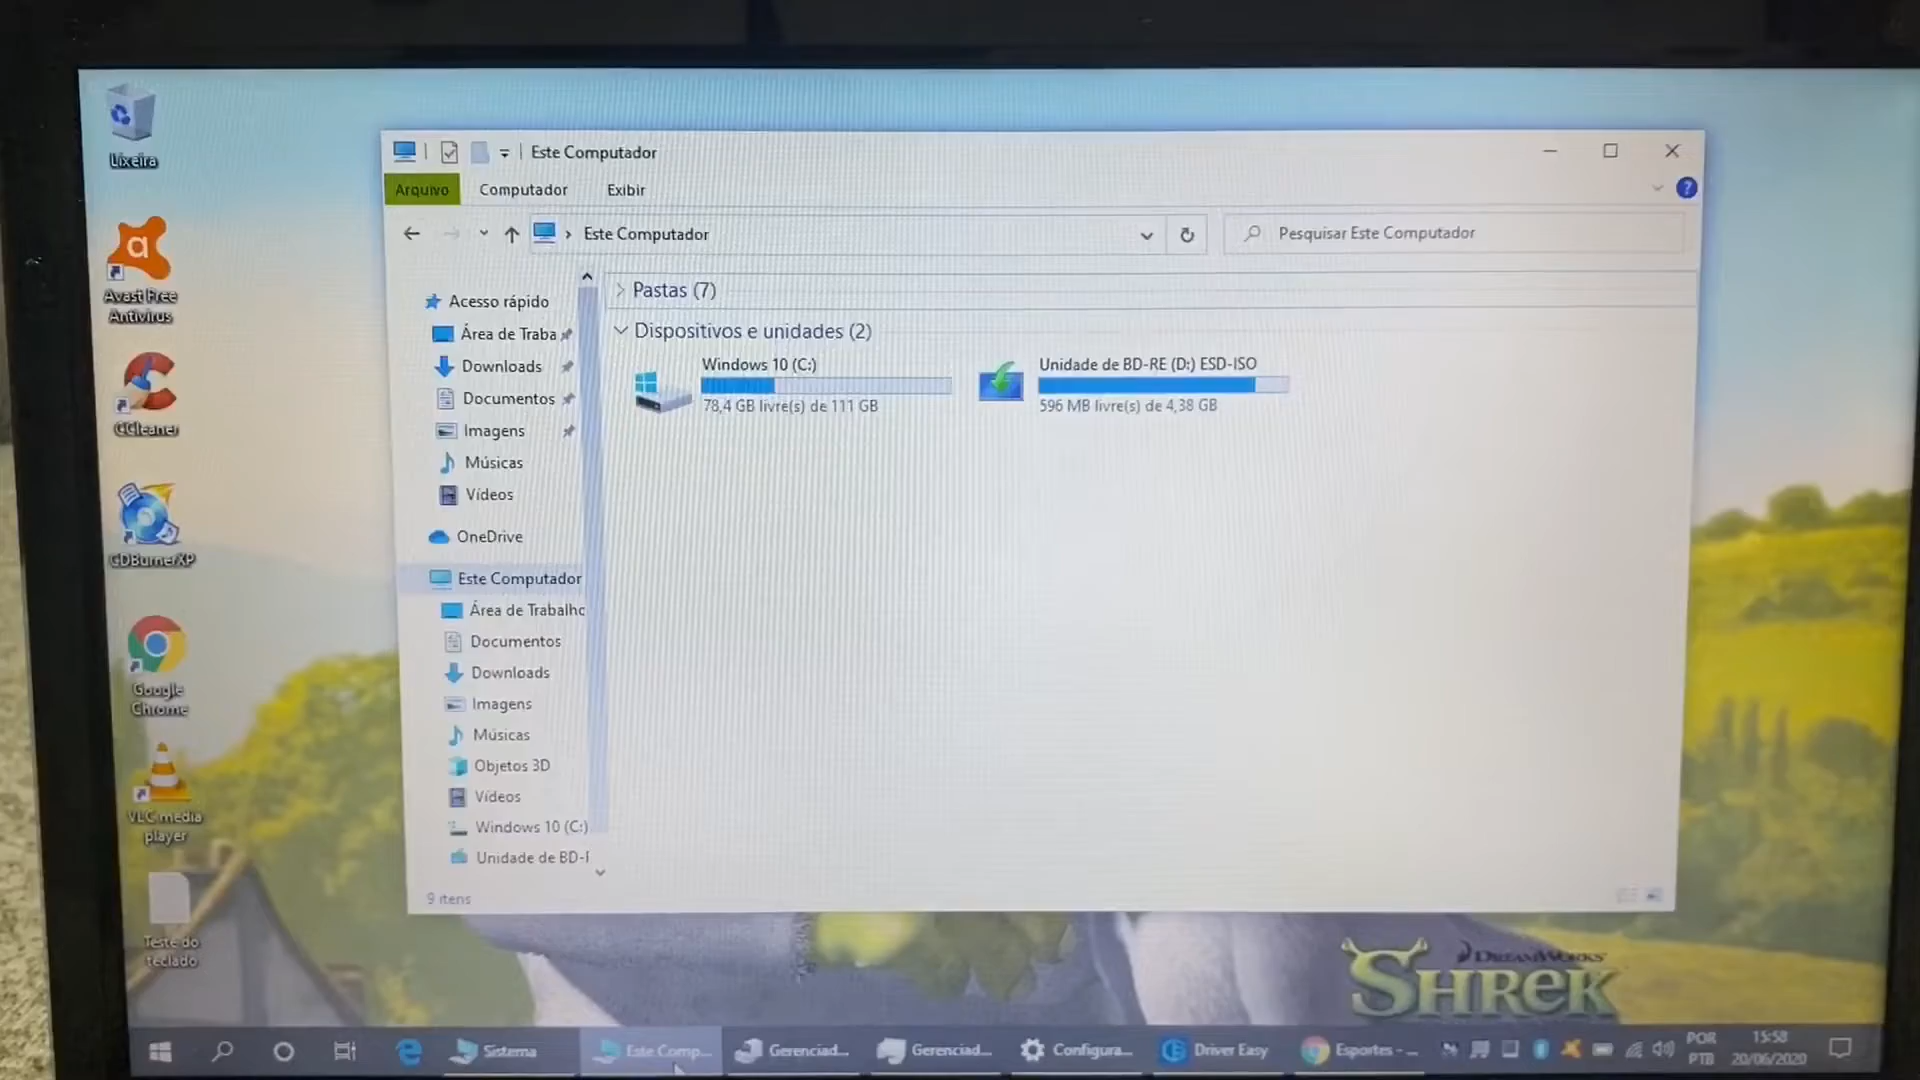 Lixeira
Avast Free
Antivirus
CCleaner
CDBurnerXP
Google
Chrome
VLC media
player
Teste do
teclado
Este Computador
Arquivo
Computador
Exibir
Este Computador
Pesquisar Este Computador
Acesso rápido
Área de Traba
Downloads
Documentos
Imagens
Músicas
Vídeos
OneDrive
Este Computador
Área de Trabalho
Documentos
Downloads
Imagens
Músicas
Objetos 3D
Vídeos
Windows 10 (C:)
Unidade de BD-R
9 itens
Pastas (7)
Dispositivos e unidades (2)
Windows 10 (C:)
78,4 GB livre(s) de 111 GB
Unidade de BD-RE (D:) ESD-ISO
596 MB livre(s) de 4,38 GB
DREAMWORKS
SHREK
Sistema
Este Comp...
Gerenciad...
Gerenciad...
Configura...
Driver Easy
Esportes - ...
POR
PTB
15:58
20/06/2020